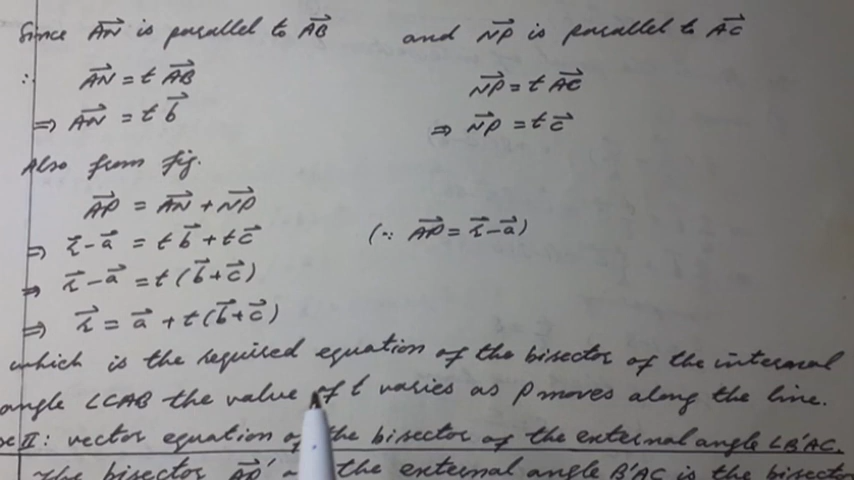 Since AN⃗ is parallel to AB⃗ and NP⃗ is parallel to AC⃗
∴ AN⃗ = t AB⃗ NP⃗ = t AC⃗
⇒ AN⃗ = t b⃗ ⇒ NP⃗ = t c⃗
Also from fig.
AP⃗ = AN⃗ + NP⃗
⇒ r⃗ - a⃗ = t b⃗ + t c⃗ (∵ AP⃗ = r⃗ - a⃗)
⇒ r⃗ - a⃗ = t(b⃗ + c⃗)
⇒ r⃗ = a⃗ + t(b⃗ + c⃗)
which is the required equation of the bisector of the internal
angle ∠CAB the value of t varies as P moves along the line.
II: vector equation of the bisector of the external angle ∠B'AC.
The bisector AP⃗' the external angle B'AC is the